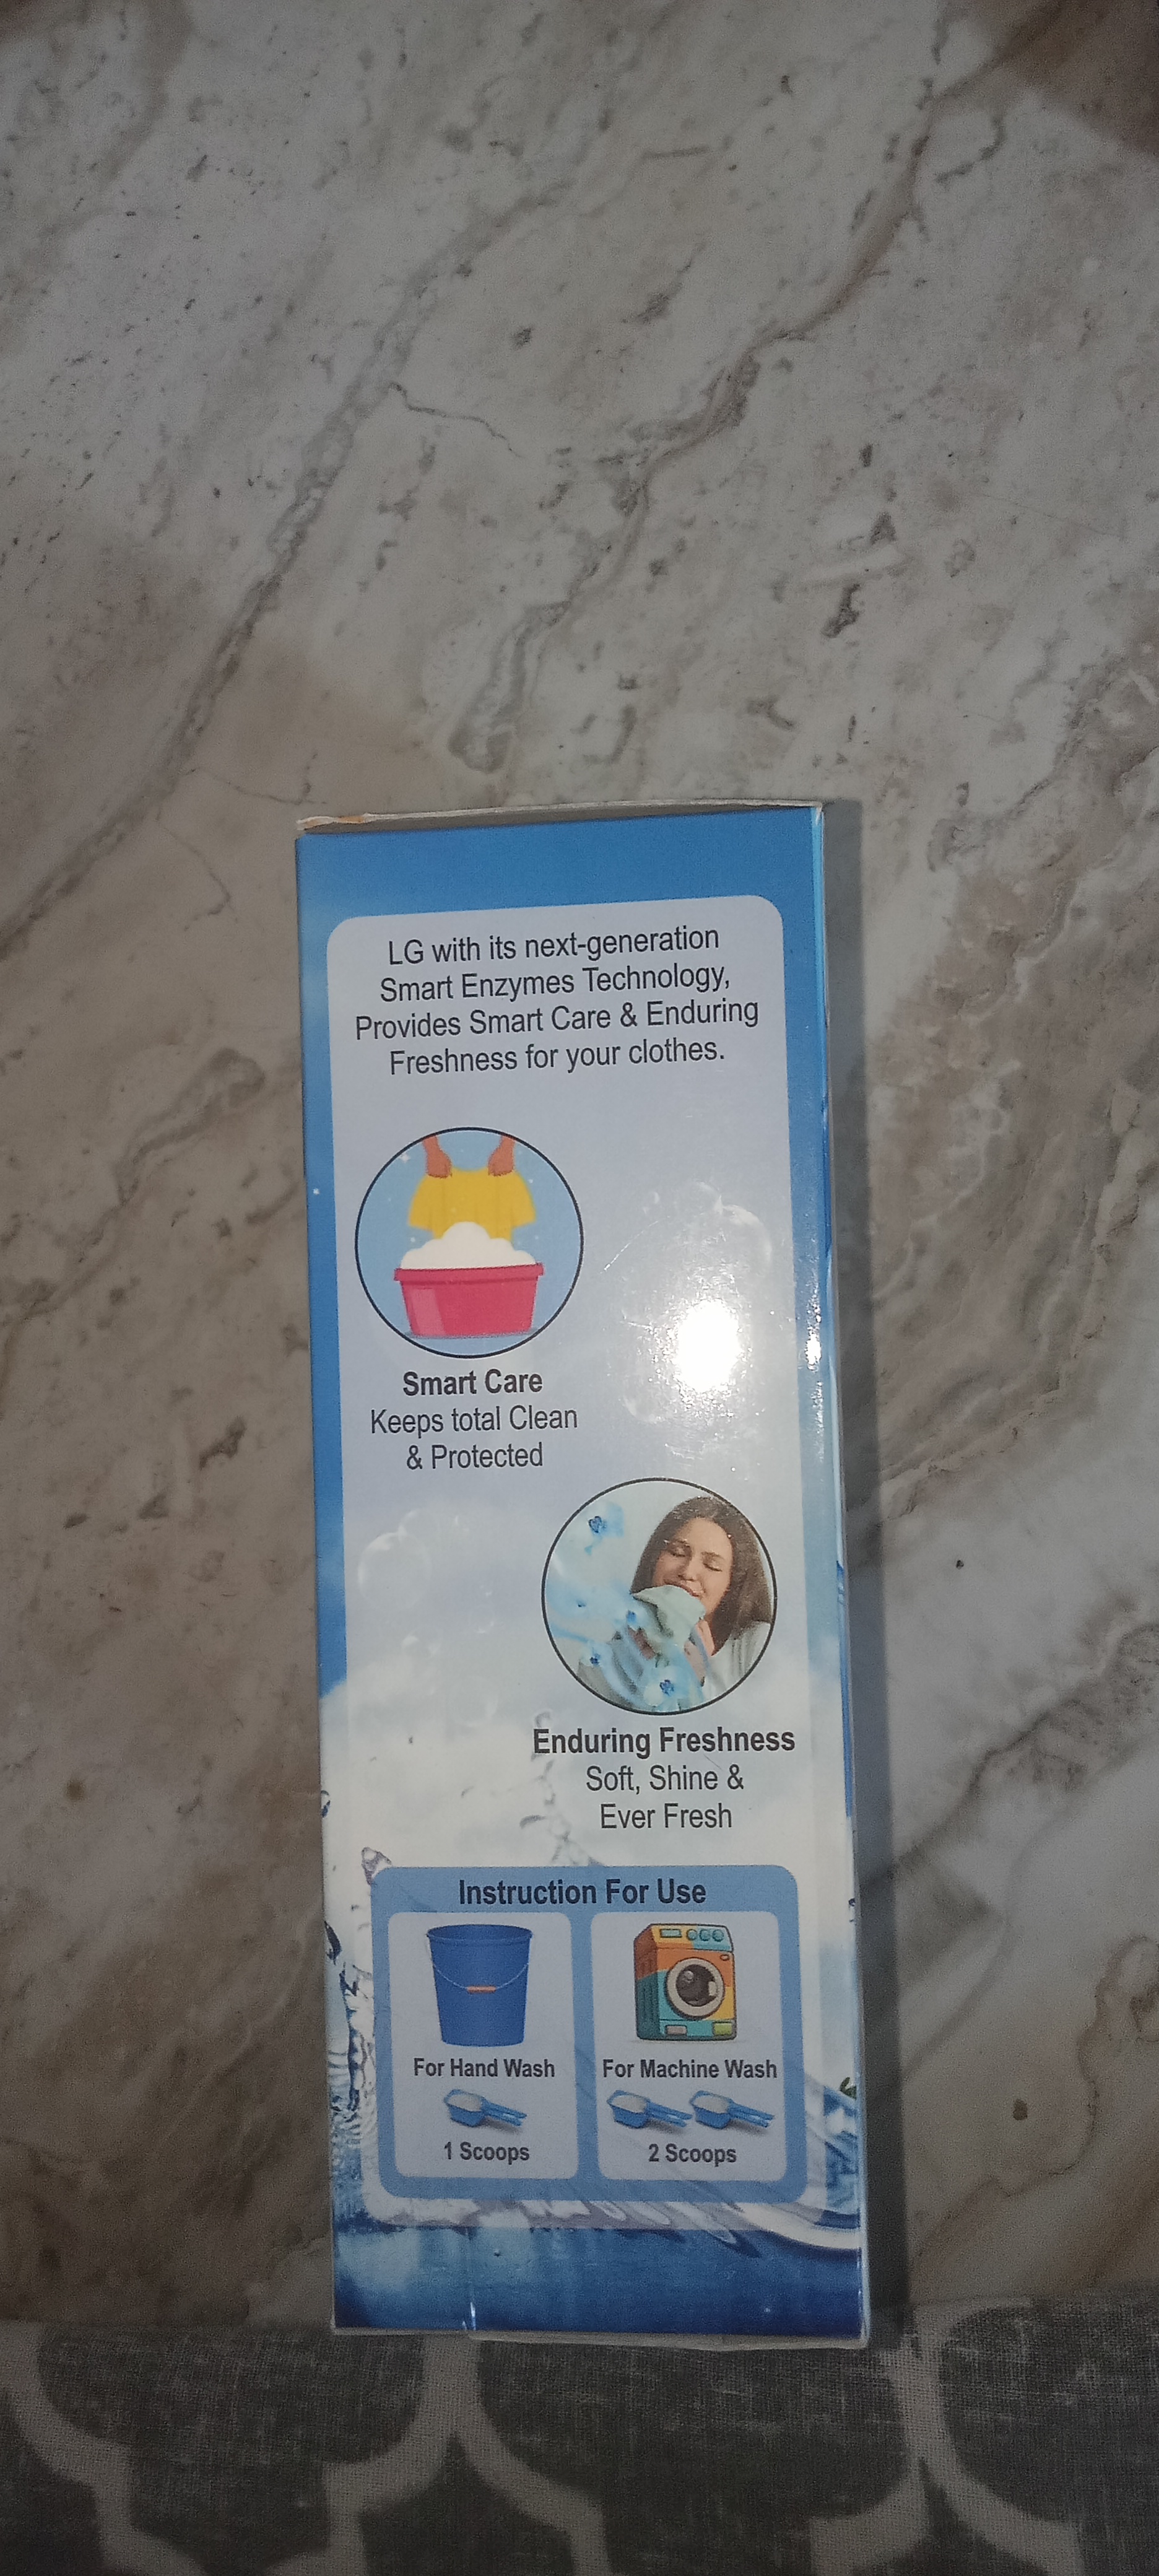 LG with its next-generation
Smart Enzymes Technology,
Provides Smart Care & Enduring
Freshness for your clothes.
Smart Care
Keeps total Clean
& Protected
Enduring Freshness
Soft, Shine &
Ever Fresh
Instruction For Use
For Hand Wash
1 Scoops
For Machine Wash
2 Scoops